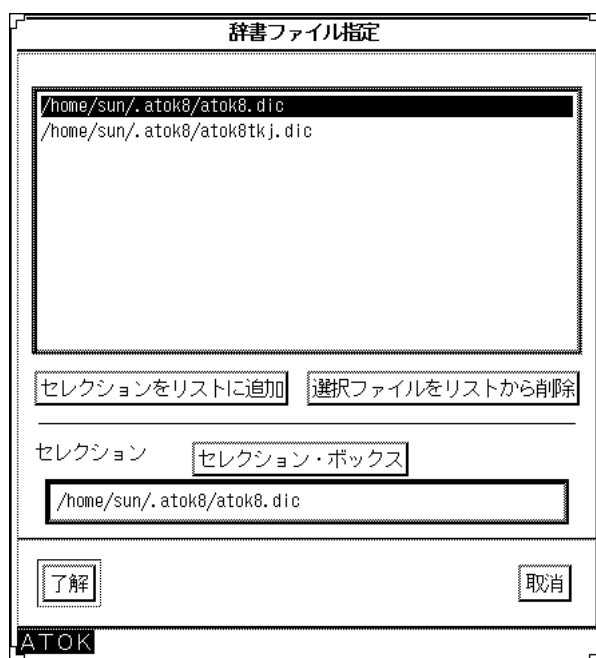 辞書ファイル指定
/home/sun/.atok8/atok8.dic
/home/sun/.atok8/atok8tkj.dic
セレクションをリストに追加 選択ファイルをリストから削除
セレクション セレクション・ボックス
/home/sun/.atok8/atok8.dic
了解 取消
ATOK